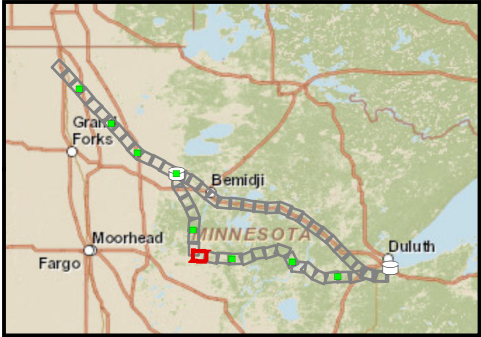 Grand
Forks
Bemidji
MINNESOTA
Moorhead
Duluth
Fargo